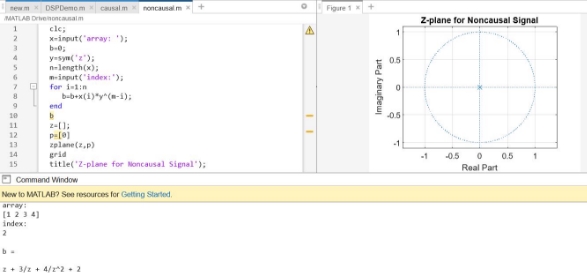 new.m × DSPDemo.m × causal.m × noncausal.m × +
/MATLAB Drive/noncausal.m
1 clc;
2 x=input('array: ');
3 b=0;
4 y=sym('z');
5 n=length(x);
6 m=input('index:');
7 for i=1:n
8 b=b+x(i)*y^(m-i);
9 end
10 b
11 z=[];
12 p=[0]
13 zplane(z,p)
14 grid
15 title('Z-plane for Noncausal Signal');
Figure 1 × +
Z-plane for Noncausal Signal
Imaginary Part
1
0.5
0
-0.5
-1
-1 -0.5 0 0.5 1
Real Part
Command Window
New to MATLAB? See resources for Getting Started.
array:
[1 2 3 4]
index:
2
b =
z + 3/z + 4/z^2 + 2